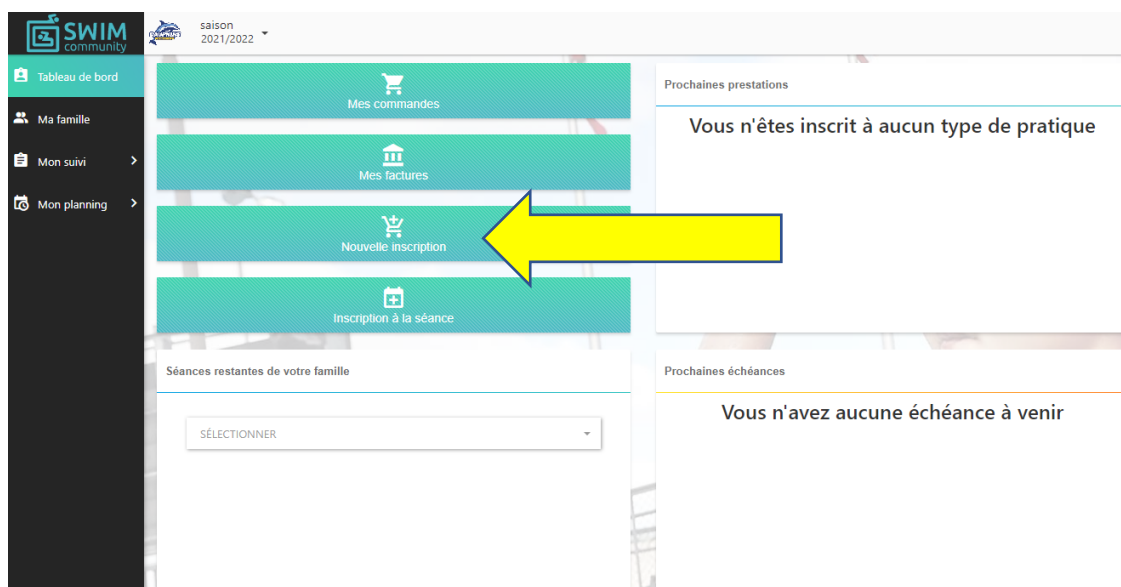 SWIM
community
saison
2021/2022
Tableau de bord
Ma famille
Mon suivi
Mon planning
Mes commandes
Mes factures
Nouvelle inscription
Inscription à la séance
Prochaines prestations
Vous n'êtes inscrit à aucun type de pratique
Séances restantes de votre famille
SÉLECTIONNER
Prochaines échéances
Vous n'avez aucune échéance à venir